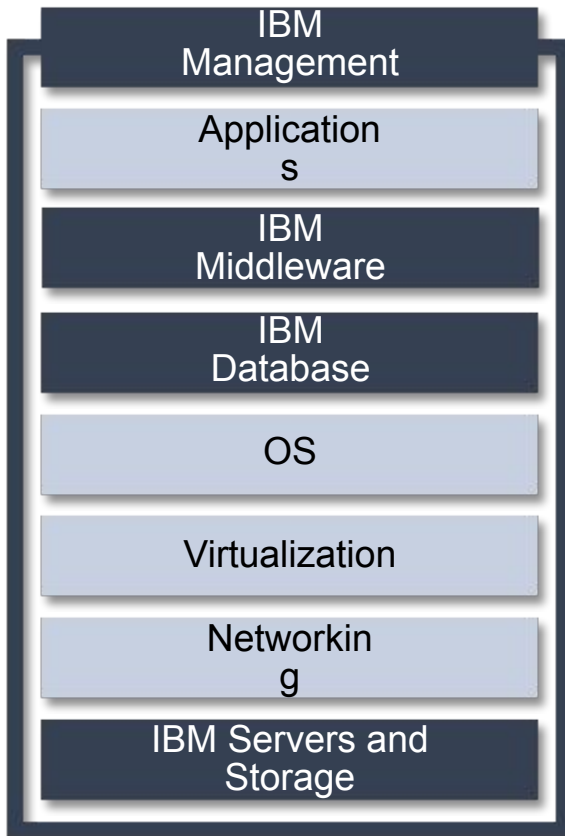 IBM
Management
Application
s
IBM
Middleware
IBM
Database
OS
Virtualization
Networkin
g
IBM Servers and
Storage